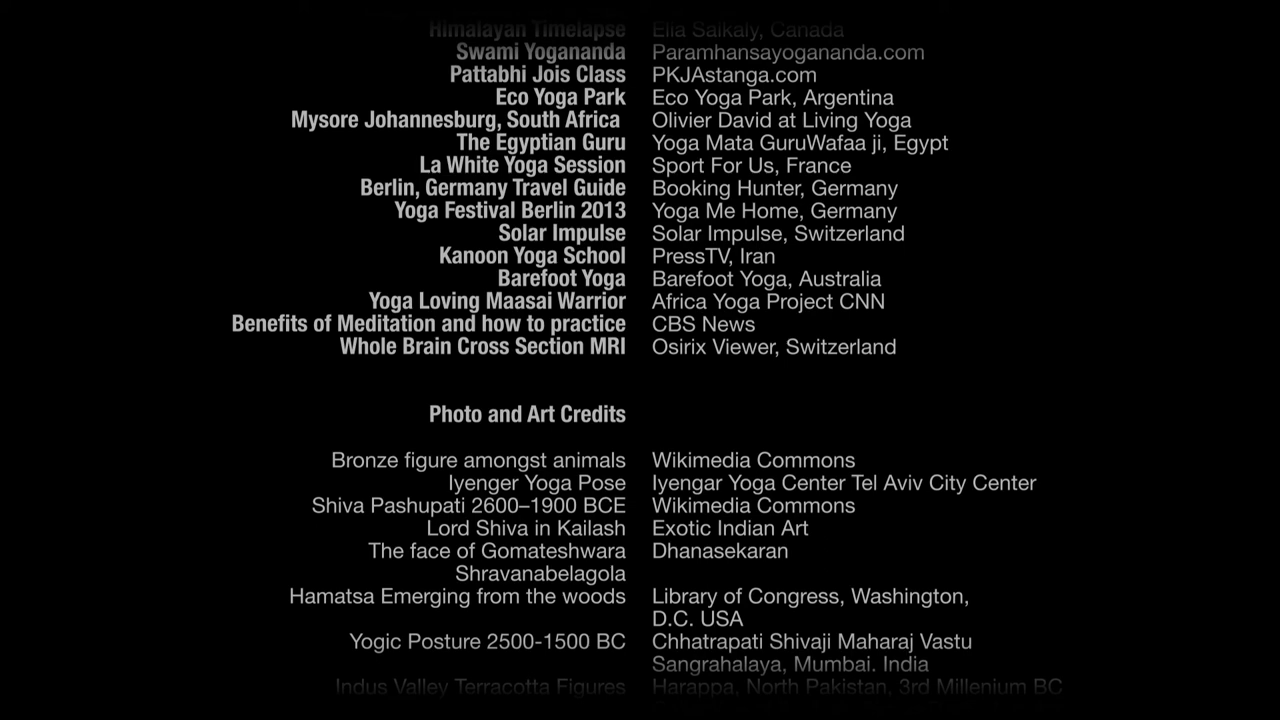 Himalayan Timelapse Elia Saikaly, Canada
Swami Yogananda Paramhansayogananda.com
Pattabhi Jois Class PKJAstanga.com
Eco Yoga Park Eco Yoga Park, Argentina
Mysore Johannesburg, South Africa Olivier David at Living Yoga
The Egyptian Guru Yoga Mata GuruWafaa ji, Egypt
La White Yoga Session Sport For Us, France
Berlin, Germany Travel Guide Booking Hunter, Germany
Yoga Festival Berlin 2013 Yoga Me Home, Germany
Solar Impulse Solar Impulse, Switzerland
Kanoon Yoga School PressTV, Iran
Barefoot Yoga Barefoot Yoga, Australia
Yoga Loving Maasai Warrior Africa Yoga Project CNN
Benefits of Meditation and how to practice CBS News
Whole Brain Cross Section MRI Osirix Viewer, Switzerland
Photo and Art Credits
Bronze figure amongst animals Wikimedia Commons
Iyenger Yoga Pose Iyengar Yoga Center Tel Aviv City Center
Shiva Pashupati 2600–1900 BCE Wikimedia Commons
Lord Shiva in Kailash Exotic Indian Art
The face of Gomateshwara Dhanasekaran
Shravanabelagola
Hamatsa Emerging from the woods Library of Congress, Washington,
D.C. USA
Yogic Posture 2500-1500 BC Chhatrapati Shivaji Maharaj Vastu
Sangrahalaya, Mumbai. India
Indus Valley Terracotta Figures Harappa, North Pakistan, 3rd Millenium BC